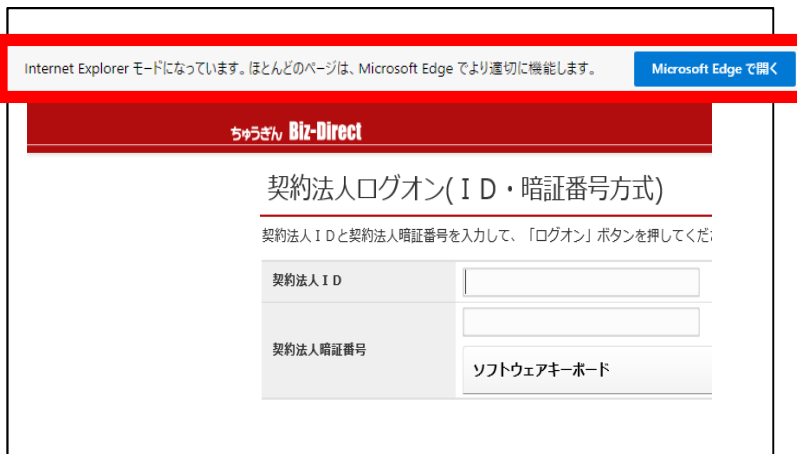 Internet Explorer モードになっています。ほとんどのページは、Microsoft Edge でより適切に機能します。 Microsoft Edge で開く
ちゅうぎん Biz-Direct
契約法人ログオン(ＩＤ・暗証番号方式)
契約法人ＩＤと契約法人暗証番号を入力して、「ログオン」ボタンを押してくだ
契約法人ＩＤ
契約法人暗証番号
ソフトウェアキーボード